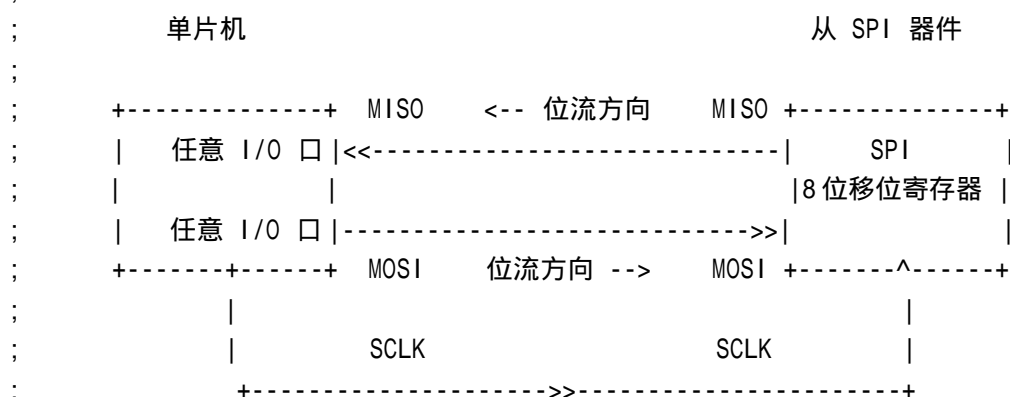 ;
; 单片机 从 SPI 器件
;
; +--------------+ MISO <-- 位流方向 MISO +--------------+
; | 任意 I/O 口 |<<-----------------------------| SPI |
; | | |8 位移位寄存器 |
; | 任意 I/O 口 |----------------------------->>| |
; +-------+------+ MOSI 位流方向 --> MOSI +-------^------+
; | |
; | SCLK SCLK |
; +--------------------->>-----------------------+